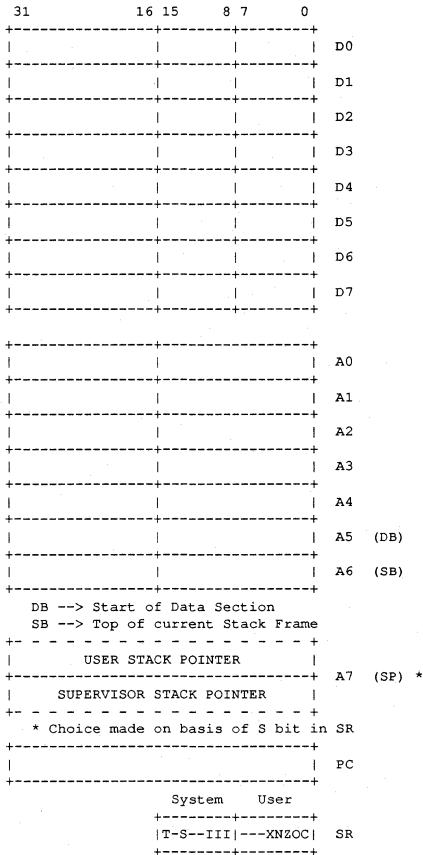 31 16 15 8 7 0
+---------------+-------+-------+
| | | | D0
+---------------+-------+-------+
| | | | D1
+---------------+-------+-------+
| | | | D2
+---------------+-------+-------+
| | | | D3
+---------------+-------+-------+
| | | | D4
+---------------+-------+-------+
| | | | D5
+---------------+-------+-------+
| | | | D6
+---------------+-------+-------+
| | | | D7
+---------------+-------+-------+
+---------------+---------------+
| | | A0
+---------------+---------------+
| | | A1
+---------------+---------------+
| | | A2
+---------------+---------------+
| | | A3
+---------------+---------------+
| | | A4
+---------------+---------------+
| | | A5 (DB)
+---------------+---------------+
| | | A6 (SB)
+---------------+---------------+
DB --> Start of Data Section
SB --> Top of current Stack Frame
+- - - - - - - - - - - - - - - -+
| USER STACK POINTER |
+-------------------------------+ A7 (SP) *
| SUPERVISOR STACK POINTER |
+- - - - - - - - - - - - - - - -+
* Choice made on basis of S bit in SR
+-------------------------------+
| | PC
+-------------------------------+
System User
+-------+--------+
|T-S--III|---XNZOC| SR
+-------+--------+